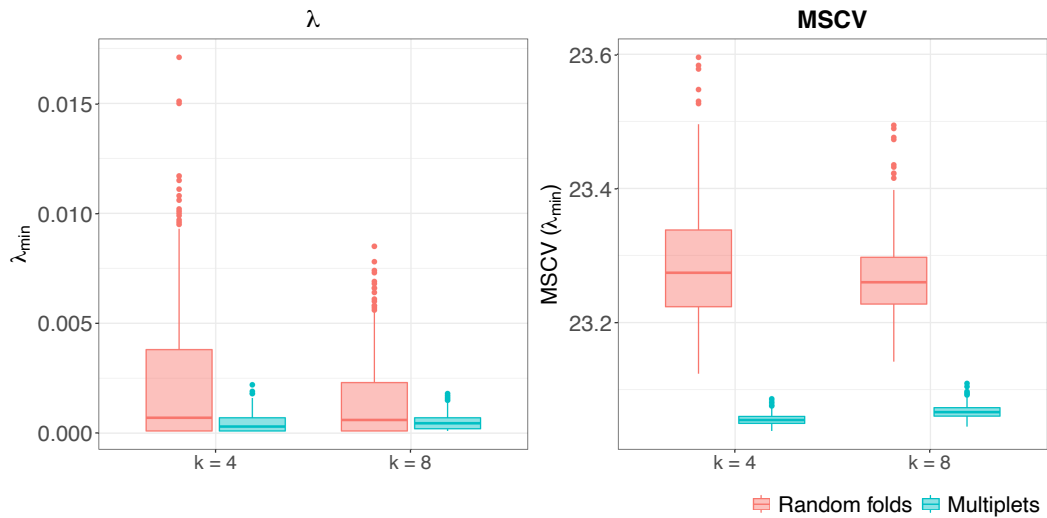 λ
MSCV
0.015
0.010
0.005
0.000
λmin
k = 4
k = 8
23.6
23.4
23.2
MSCV (λmin)
k = 4
k = 8
Random folds
Multiplets